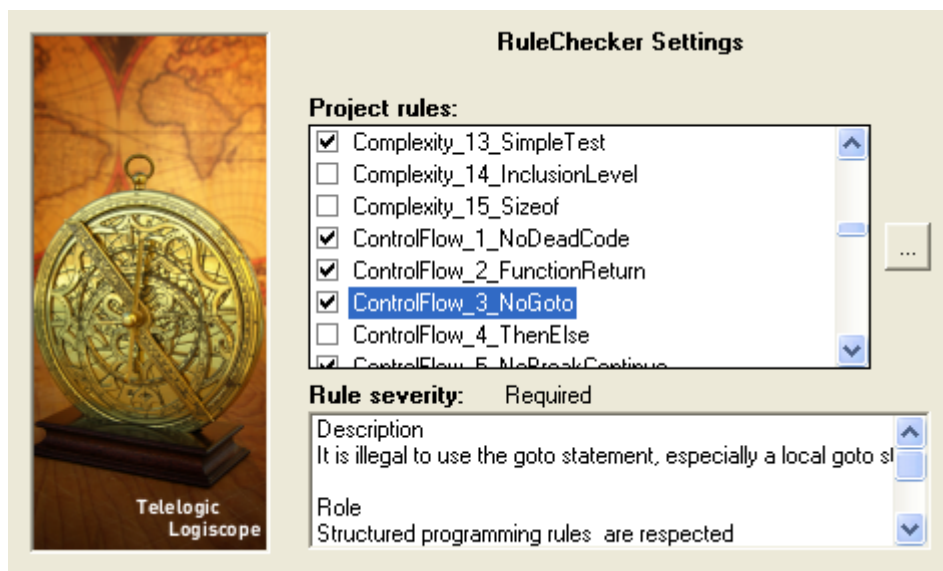 RuleChecker Settings
Project rules:
Complexity_13_SimpleTest
Complexity_14_InclusionLevel
Complexity_15_Sizeof
ControlFlow_1_NoDeadCode
ControlFlow_2_FunctionReturn
ControlFlow_3_NoGoto
ControlFlow_4_ThenElse
ControlFlow_5_NoBreakContinue
...
Rule severity: Required
Description
It is illegal to use the goto statement, especially a local goto
Role
Structured programming rules are respected
Telelogic
Logiscope